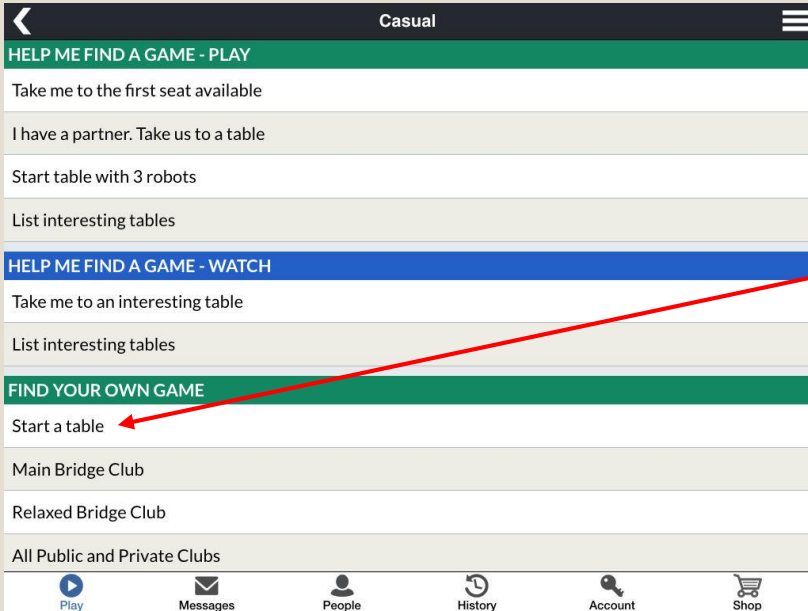 Casual
HELP ME FIND A GAME - PLAY
Take me to the first seat available
I have a partner. Take us to a table
Start table with 3 robots
List interesting tables
HELP ME FIND A GAME - WATCH
Take me to an interesting table
List interesting tables
FIND YOUR OWN GAME
Start a table
Main Bridge Club
Relaxed Bridge Club
All Public and Private Clubs
Play Messages People History Account Shop